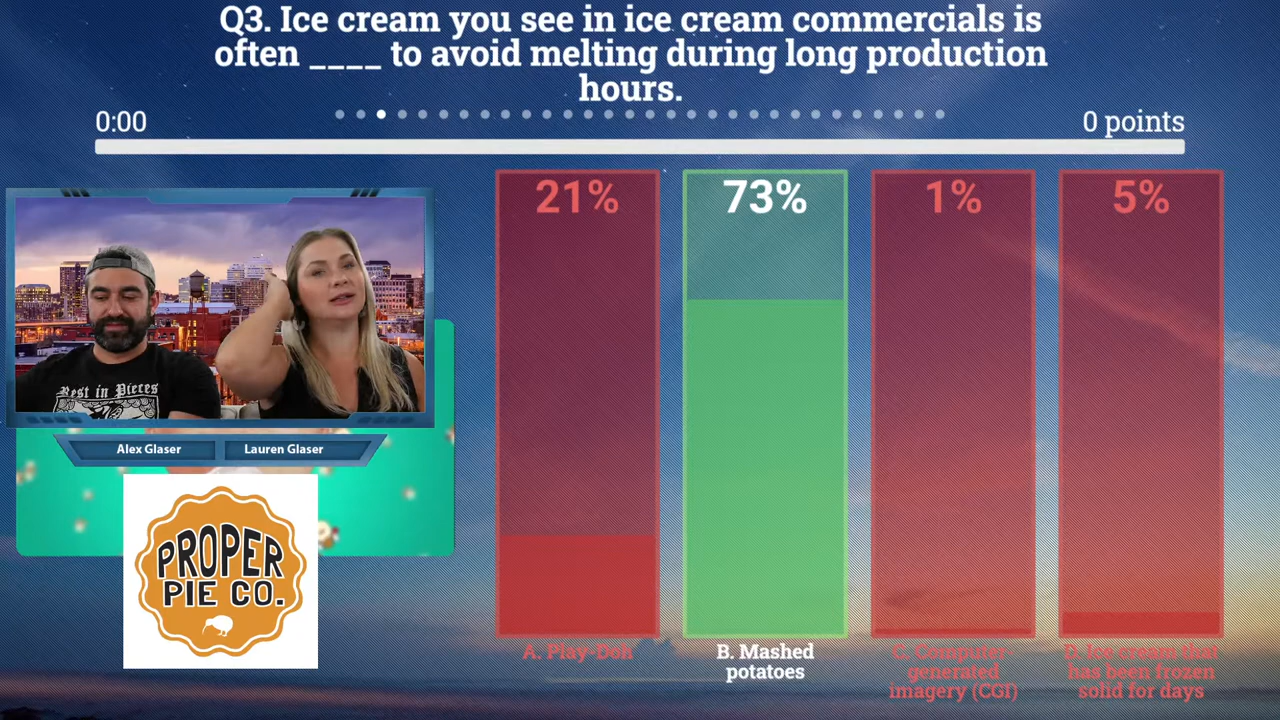 Q3. Ice cream you see in ice cream commercials is
often ____ to avoid melting during long production
hours.
0:00
0 points
21%
73%
1%
5%
Rest in Pieces
Alex Glaser
Lauren Glaser
PROPER
PIE CO.
A. Play-Doh
B. Mashed
potatoes
C. Computer-
generated
imagery (CGI)
D. Ice cream that
has been frozen
solid for days